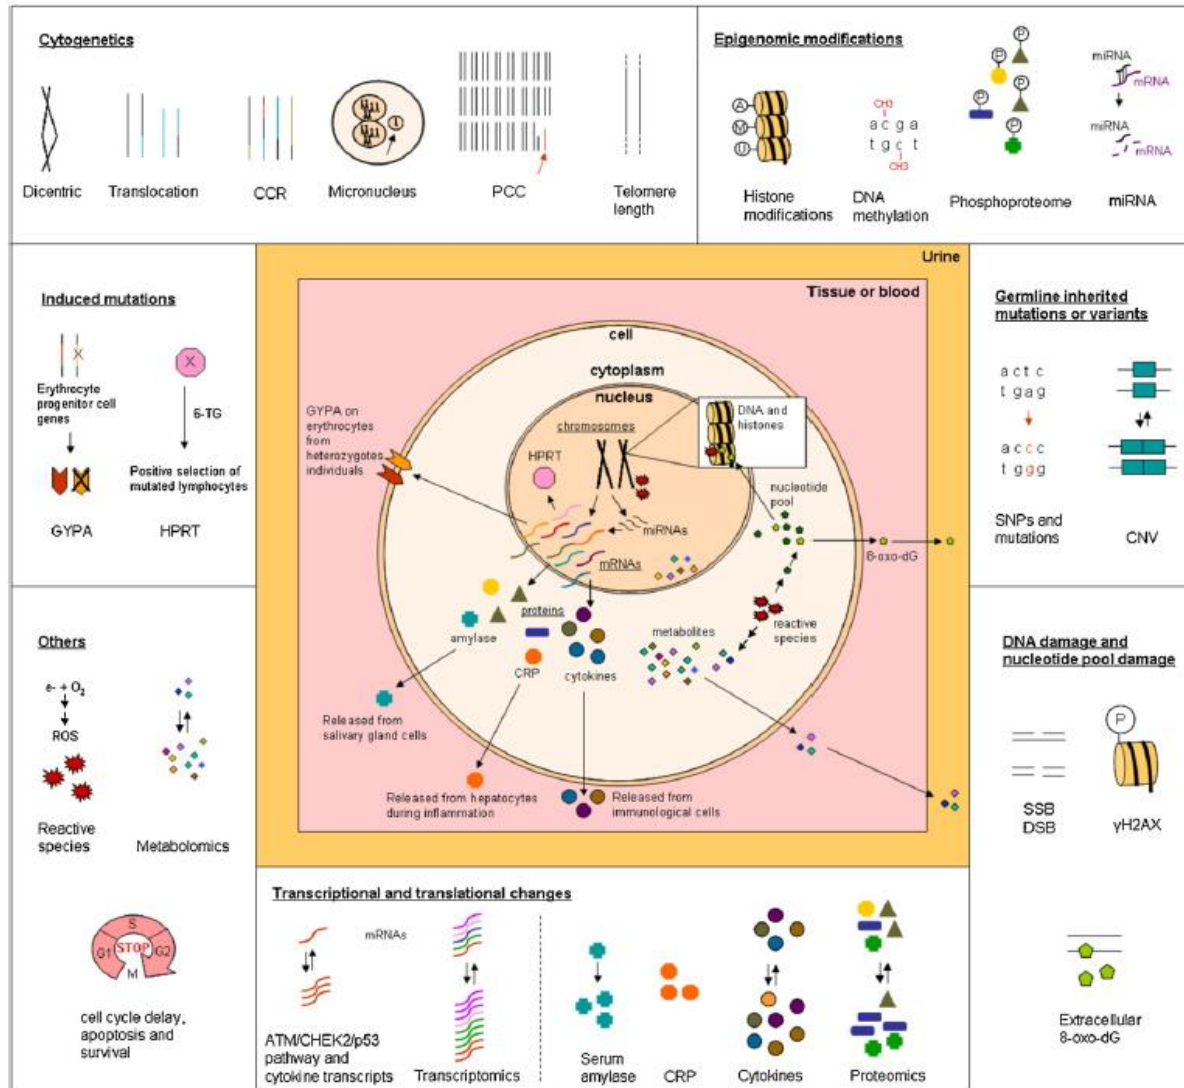 Cytogenetics
Dicentric
Translocation
CCR
Micronucleus
PCC
Telomere
length
Epigenomic modifications
A
M
U
Histone
modifications
CH3
a c g a
t g c t
CH3
DNA
methylation
P
P
P
P
P
Phosphoproteome
miRNA
mRNA
miRNA
mRNA
miRNA
Induced mutations
X
Erythrocyte
progenitor cell
genes
X
GYPA
X
6-TG
Positive selection of
mutated lymphocytes
HPRT
Urine
Tissue or blood
cell
cytoplasm
nucleus
chromosomes
DNA and
histones
HPRT
GYPA on
erythrocytes
from
heterozygotes
individuals
miRNAs
mRNAs
nucleotide
pool
8-oxo-dG
reactive
species
metabolites
proteins
amylase
CRP
cytokines
Released from
salivary gland cells
Released from hepatocytes
during inflammation
Released from
immunological cells
Germline inherited
mutations or variants
a c t c
t g a g
a c c c
t g g g
SNPs and
mutations
CNV
Others
e- + O2
ROS
Reactive
species
Metabolomics
S
G1
STOP
G2
M
cell cycle delay,
apoptosis and
survival
DNA damage and
nucleotide pool damage
SSB
DSB
P
γH2AX
Extracellular
8-oxo-dG
Transcriptional and translational changes
mRNAs
ATM/CHEK2/p53
pathway and
cytokine transcripts
Transcriptomics
Serum
amylase
CRP
Cytokines
Proteomics